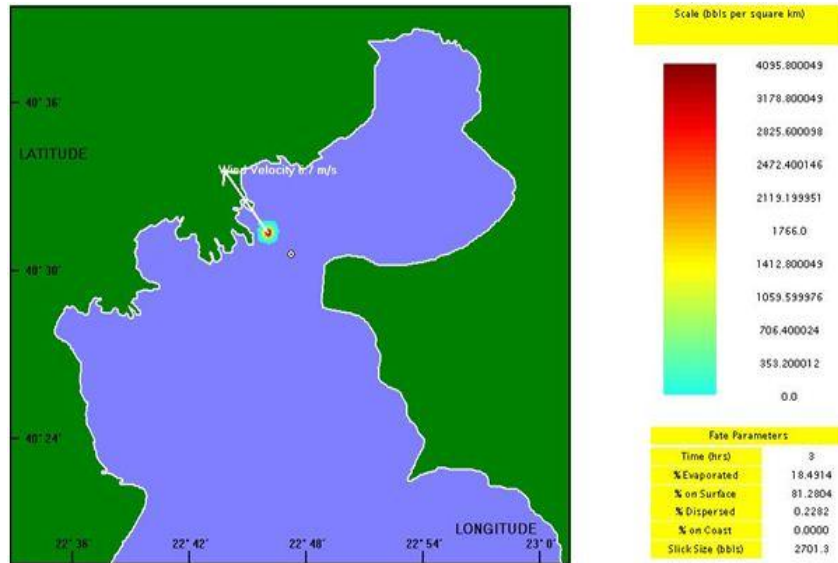 Scale (bbls per square km)
40° 36'
LATITUDE
Wind Velocity 6.7 m/s
40° 30'
40° 24'
LONGITUDE
22° 36' 22° 42' 22° 48' 22° 54' 23° 0'
4095.800049
3178.800049
2825.600098
2472.400146
2119.199951
1766.0
1412.800049
1059.599976
706.400024
353.200012
0.0
Fate Parameters
Time (hrs) 3
% Evaporated 18.4914
% on Surface 81.2804
% Dispersed 0.2282
% on Coast 0.0000
Slick Size (bbls) 2701.3